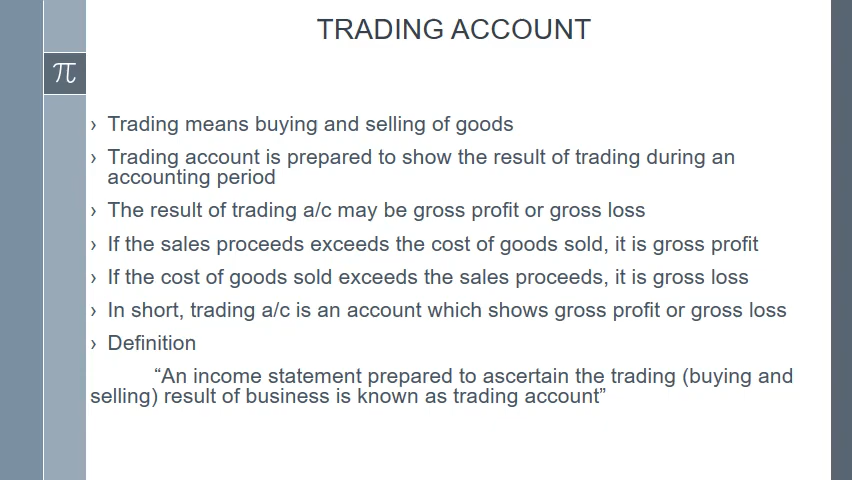 TRADING ACCOUNT
π
› Trading means buying and selling of goods
› Trading account is prepared to show the result of trading during an
accounting period
› The result of trading a/c may be gross profit or gross loss
› If the sales proceeds exceeds the cost of goods sold, it is gross profit
› If the cost of goods sold exceeds the sales proceeds, it is gross loss
› In short, trading a/c is an account which shows gross profit or gross loss
› Definition
“An income statement prepared to ascertain the trading (buying and
selling) result of business is known as trading account”